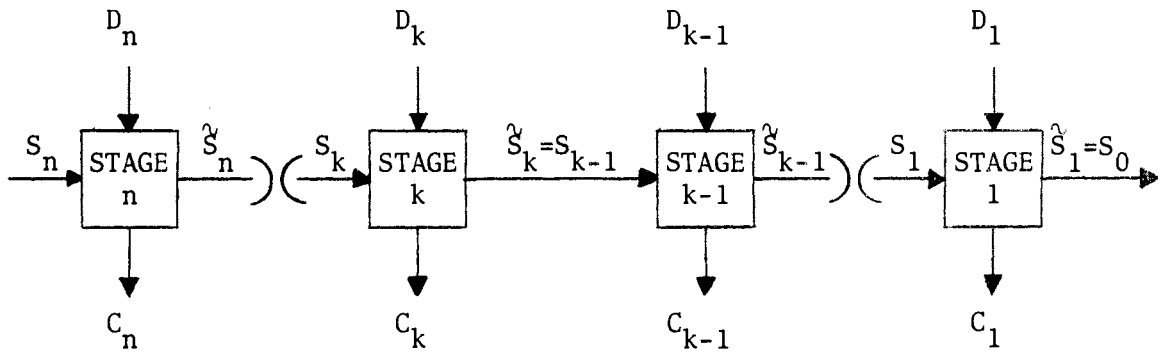 D_n D_k D_{k-1} D_1
S_n STAGE n S̃_n S_k STAGE k S̃_k=S_{k-1} STAGE k-1 S̃_{k-1} S_1 STAGE 1 S̃_1=S_0
C_n C_k C_{k-1} C_1